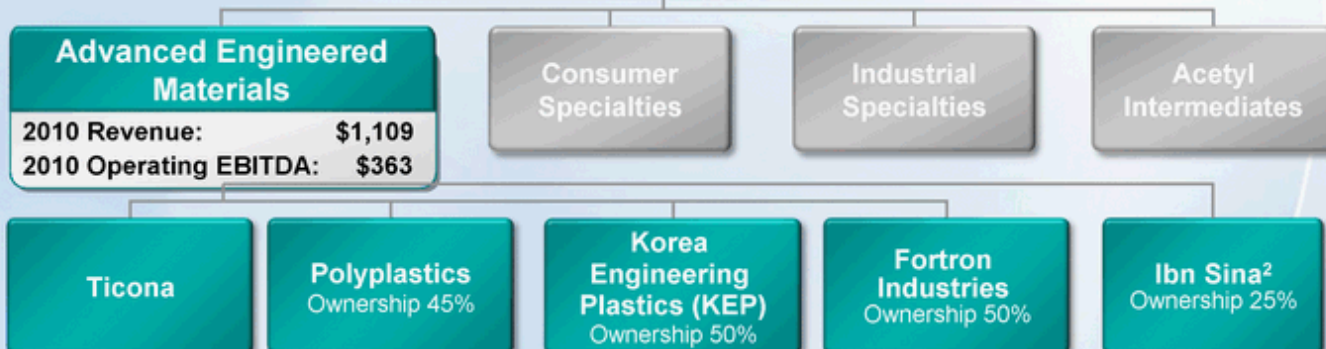 Advanced Engineered
Materials
2010 Revenue: $1,109
2010 Operating EBITDA: $363
Consumer
Specialties
Industrial
Specialties
Acetyl
Intermediates
Ticona
Polyplastics
Ownership 45%
Korea
Engineering
Plastics (KEP)
Ownership 50%
Fortron
Industries
Ownership 50%
Ibn Sina²
Ownership 25%